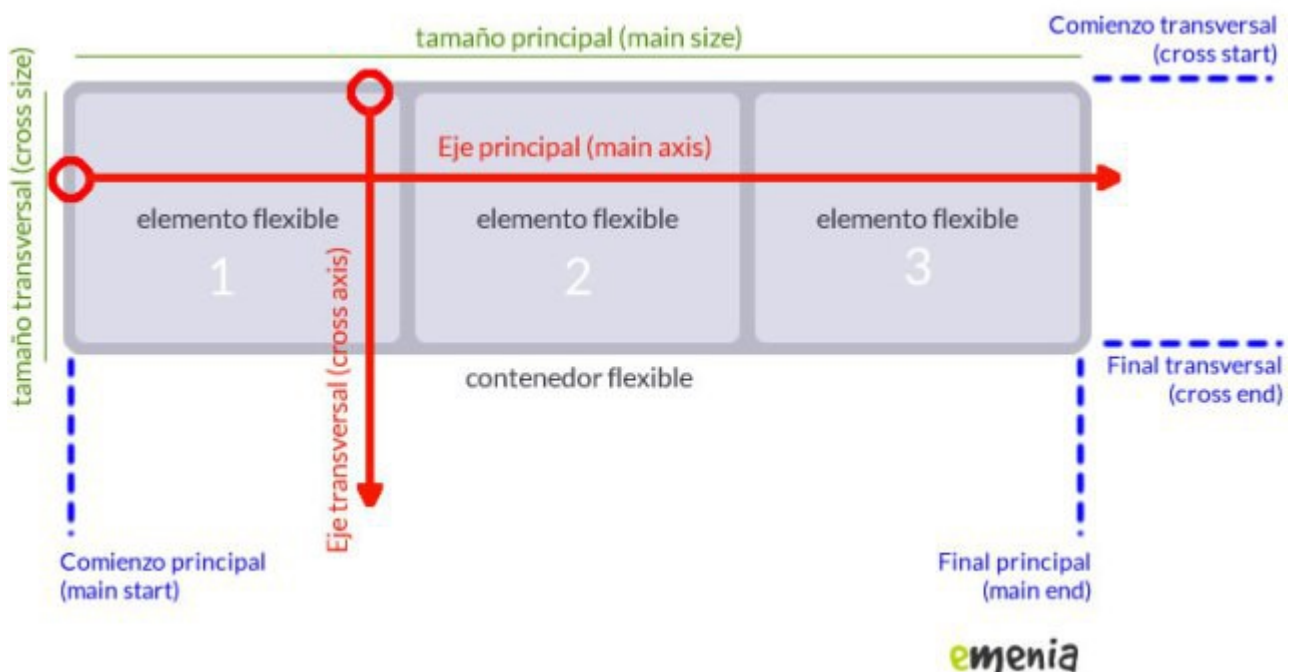 tamaño principal (main size)
Comienzo transversal
(cross start)
tamaño transversal (cross size)
Eje principal (main axis)
elemento flexible
1
elemento flexible
2
elemento flexible
3
Eje transversal (cross axis)
contenedor flexible
Final transversal
(cross end)
Comienzo principal
(main start)
Final principal
(main end)
emenia